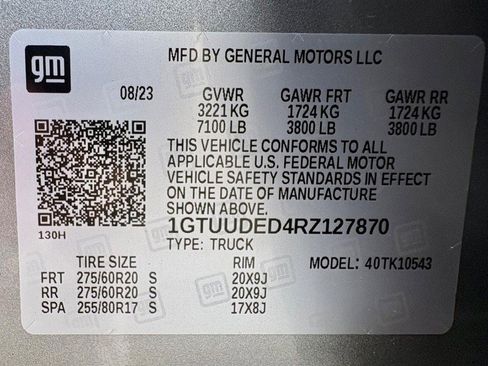 gm
MFD BY GENERAL MOTORS LLC
08/23 GVWR GAWR FRT GAWR RR
3221 KG 1724 KG 1724 KG
7100 LB 3800 LB 3800 LB
THIS VEHICLE CONFORMS TO ALL
APPLICABLE U.S. FEDERAL MOTOR
VEHICLE SAFETY STANDARDS IN EFFECT
ON THE DATE OF MANUFACTURE
SHOWN ABOVE.
130H
1GTUUDED4RZ127870
TYPE: TRUCK
TIRE SIZE RIM MODEL: 40TK10543
FRT 275/60R20 S 20X9J
RR 275/60R20 S 20X9J
SPA 255/80R17 S 17X8J